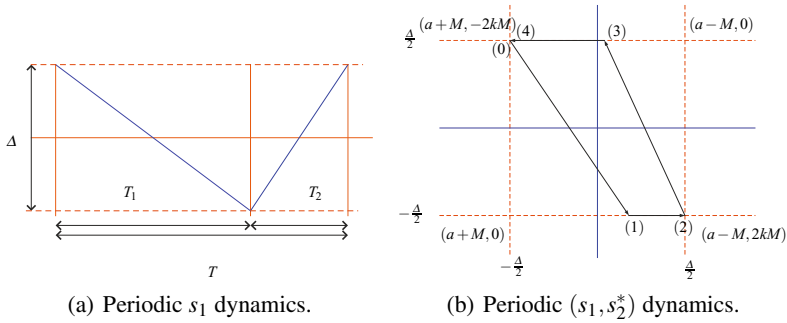 Δ
T₁
T₂
T
(a) Periodic s₁ dynamics.
Δ/2
(a+M,−2kM)
(4)
(0)
(3)
(a−M,0)
−Δ/2
(a+M,0)
(1)
(2)
(a−M,2kM)
−Δ/2
Δ/2
(b) Periodic (s₁,s₂*) dynamics.